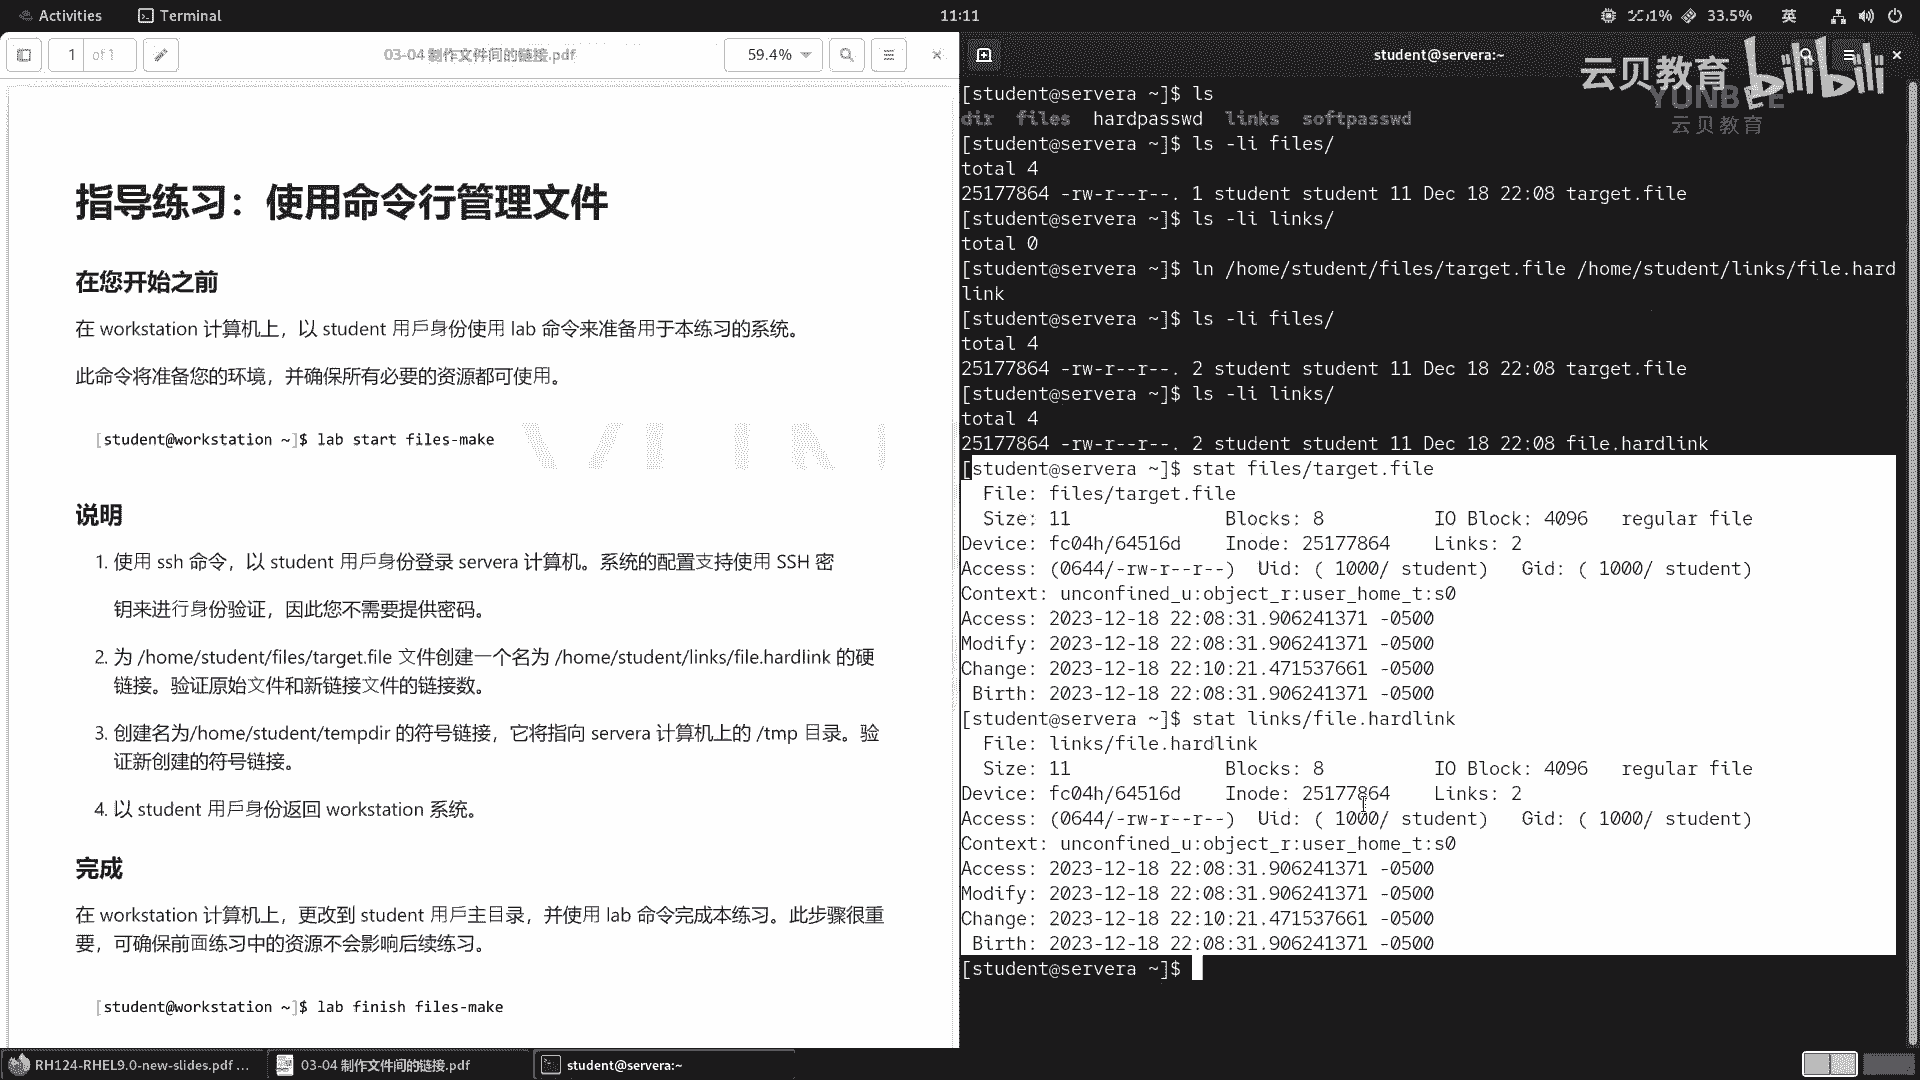 Activities
Terminal
11:11
33.5%
英
1
of 1
03-04 制作文件间的链接.pdf
59.4%
指导练习：使用命令行管理文件
在您开始之前
在 workstation 计算机上，以 student 用戶身份使用 lab 命令来准备用于本练习的系统。
此命令将准备您的环境，并确保所有必要的资源都可使用。
[student@workstation ~]$ lab start files-make
说明
1. 使用 ssh 命令，以 student 用戶身份登录 servera 计算机。系统的配置支持使用 SSH 密
钥来进行身份验证，因此您不需要提供密码。
2. 为 /home/student/files/target.file 文件创建一个名为 /home/student/links/file.hardlink 的硬
链接。验证原始文件和新链接文件的链接数。
3. 创建名为/home/student/tempdir 的符号链接，它将指向 servera 计算机上的 /tmp 目录。验
证新创建的符号链接。
4. 以 student 用戶身份返回 workstation 系统。
完成
在 workstation 计算机上，更改到 student 用戶主目录，并使用 lab 命令完成本练习。此步骤很重
要，可确保前面练习中的资源不会影响后续练习。
[student@workstation ~]$ lab finish files-make
student@servera:~
云贝教育 bilibili
YUNBEE
云贝教育
[student@servera ~]$ ls
dir files hardpasswd links softpasswd
[student@servera ~]$ ls -li files/
total 4
25177864 -rw-r--r--. 1 student student 11 Dec 18 22:08 target.file
[student@servera ~]$ ls -li links/
total 0
[student@servera ~]$ ln /home/student/files/target.file /home/student/links/file.hard
link
[student@servera ~]$ ls -li files/
total 4
25177864 -rw-r--r--. 2 student student 11 Dec 18 22:08 target.file
[student@servera ~]$ ls -li links/
total 4
25177864 -rw-r--r--. 2 student student 11 Dec 18 22:08 file.hardlink
[student@servera ~]$ stat files/target.file
File: files/target.file
Size: 11 Blocks: 8 IO Block: 4096 regular file
Device: fc04h/64516d Inode: 25177864 Links: 2
Access: (0644/-rw-r--r--) Uid: ( 1000/ student) Gid: ( 1000/ student)
Context: unconfined_u:object_r:user_home_t:s0
Access: 2023-12-18 22:08:31.906241371 -0500
Modify: 2023-12-18 22:08:31.906241371 -0500
Change: 2023-12-18 22:10:21.471537661 -0500
Birth: 2023-12-18 22:08:31.906241371 -0500
[student@servera ~]$ stat links/file.hardlink
File: links/file.hardlink
Size: 11 Blocks: 8 IO Block: 4096 regular file
Device: fc04h/64516d Inode: 25177864 Links: 2
Access: (0644/-rw-r--r--) Uid: ( 1000/ student) Gid: ( 1000/ student)
Context: unconfined_u:object_r:user_home_t:s0
Access: 2023-12-18 22:08:31.906241371 -0500
Modify: 2023-12-18 22:08:31.906241371 -0500
Change: 2023-12-18 22:10:21.471537661 -0500
Birth: 2023-12-18 22:08:31.906241371 -0500
[student@servera ~]$
RH124-RHEL9.0-new-slides.pdf ...
03-04 制作文件间的链接.pdf
student@servera:~